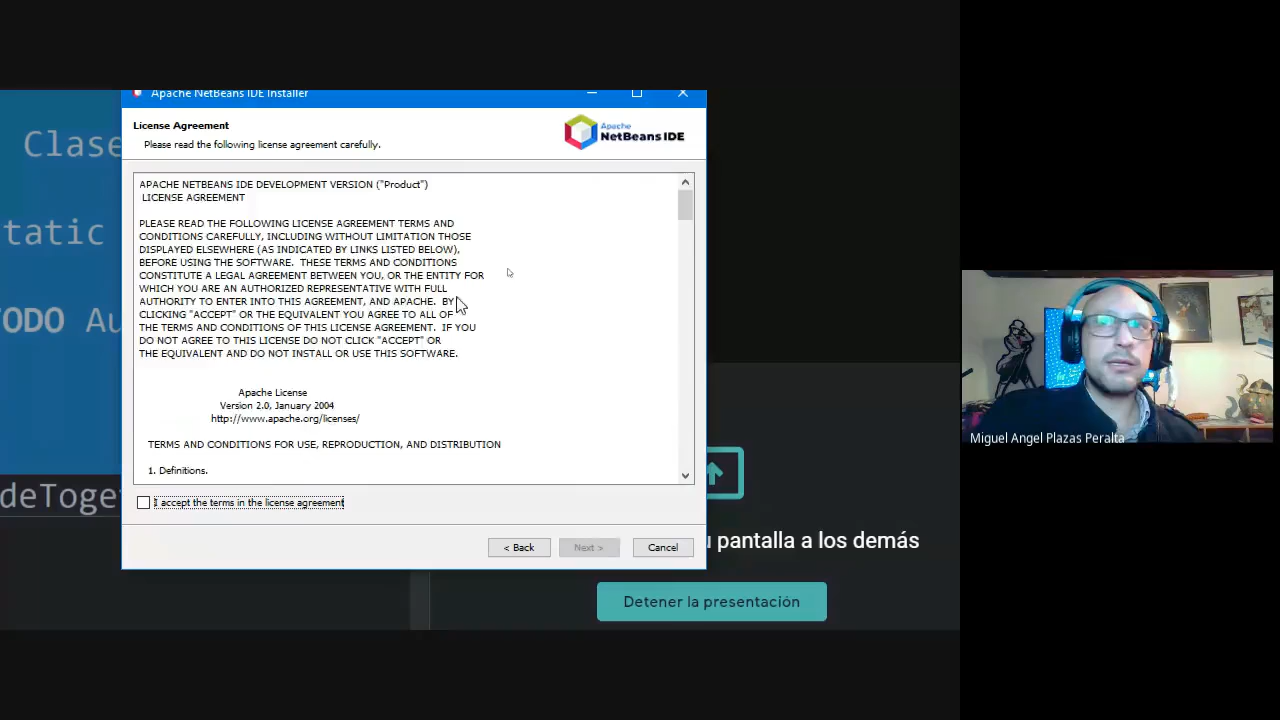 Apache NetBeans IDE Installer
License Agreement
Please read the following license agreement carefully.
Apache
NetBeans IDE
APACHE NETBEANS IDE DEVELOPMENT VERSION ("Product")
LICENSE AGREEMENT
PLEASE READ THE FOLLOWING LICENSE AGREEMENT TERMS AND
CONDITIONS CAREFULLY, INCLUDING WITHOUT LIMITATION THOSE
DISPLAYED ELSEWHERE (AS INDICATED BY LINKS LISTED BELOW),
BEFORE USING THE SOFTWARE.  THESE TERMS AND CONDITIONS
CONSTITUTE A LEGAL AGREEMENT BETWEEN YOU, OR THE ENTITY FOR
WHICH YOU ARE AN AUTHORIZED REPRESENTATIVE WITH FULL
AUTHORITY TO ENTER INTO THIS AGREEMENT, AND APACHE.  BY
CLICKING "ACCEPT" OR THE EQUIVALENT YOU AGREE TO ALL OF
THE TERMS AND CONDITIONS OF THIS LICENSE AGREEMENT.  IF YOU
DO NOT AGREE TO THIS LICENSE DO NOT CLICK "ACCEPT" OR
THE EQUIVALENT AND DO NOT INSTALL OR USE THIS SOFTWARE.
Apache License
Version 2.0, January 2004
http://www.apache.org/licenses/
TERMS AND CONDITIONS FOR USE, REPRODUCTION, AND DISTRIBUTION
1. Definitions.
I accept the terms in the license agreement
< Back
Next >
Cancel
Clase
tatic
TODO Au
deToge
u pantalla a los demás
Detener la presentación
Miguel Angel Plazas Peralta